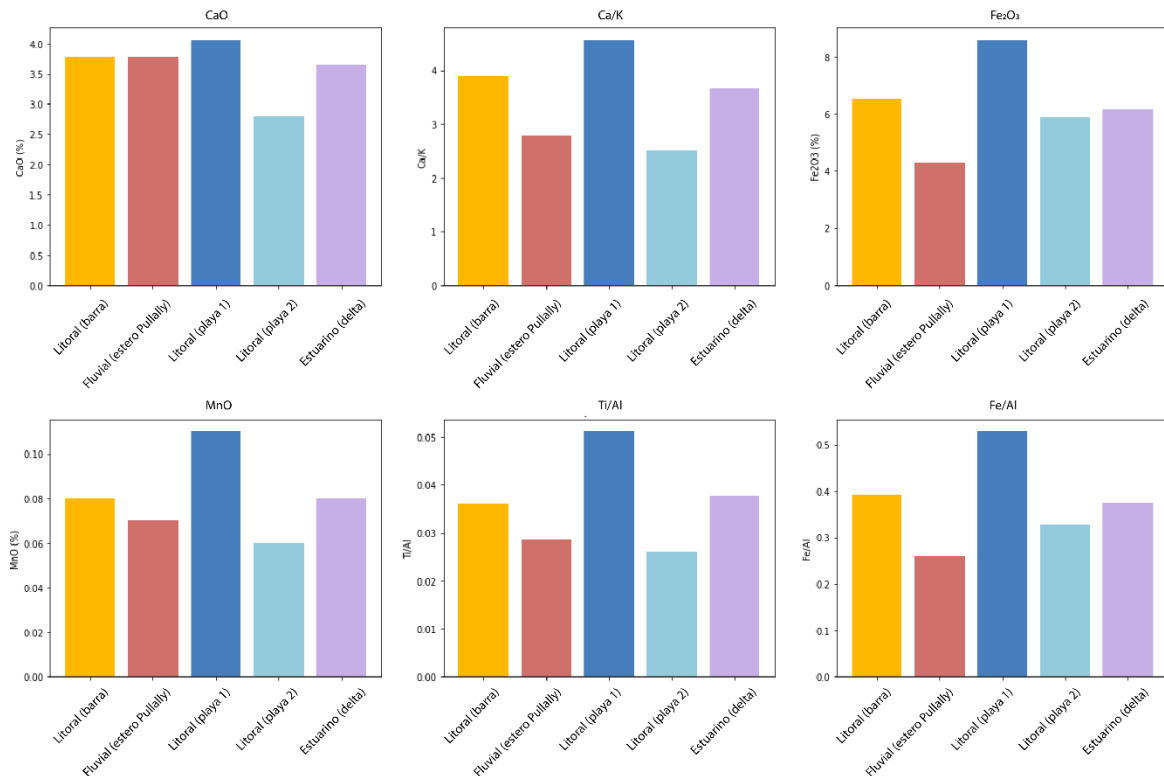 CaO
CaO (%)
4.0
3.5
3.0
2.5
2.0
1.5
1.0
0.5
0.0
Litoral (barra)
Fluvial (estero Pullally)
Litoral (playa 1)
Litoral (playa 2)
Estuarino (delta)
Ca/K
Ca/K
4
3
2
1
0
Litoral (barra)
Fluvial (estero Pullally)
Litoral (playa 1)
Litoral (playa 2)
Estuarino (delta)
Fe₂O₃
Fe2O3 (%)
8
6
4
2
0
Litoral (barra)
Fluvial (estero Pullally)
Litoral (playa 1)
Litoral (playa 2)
Estuarino (delta)
MnO
MnO (%)
0.10
0.08
0.06
0.04
0.02
0.00
Litoral (barra)
Fluvial (estero Pullally)
Litoral (playa 1)
Litoral (playa 2)
Estuarino (delta)
Ti/Al
Ti/Al
0.05
0.04
0.03
0.02
0.01
0.00
Litoral (barra)
Fluvial (estero Pullally)
Litoral (playa 1)
Litoral (playa 2)
Estuarino (delta)
Fe/Al
Fe/Al
0.5
0.4
0.3
0.2
0.1
0.0
Litoral (barra)
Fluvial (estero Pullally)
Litoral (playa 1)
Litoral (playa 2)
Estuarino (delta)